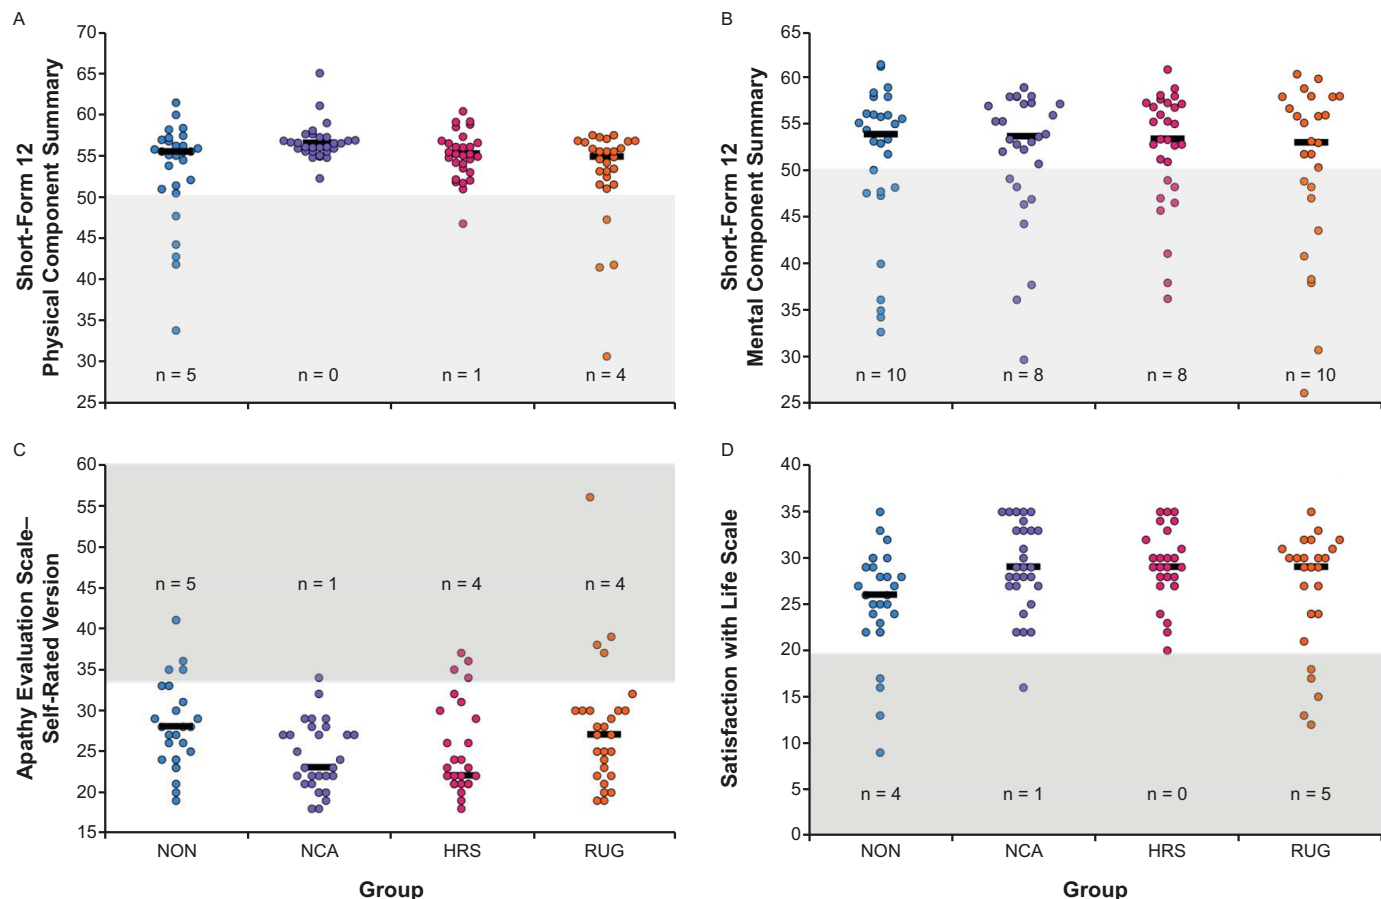 A
Short-Form 12
Physical Component Summary
70
65
60
55
50
45
40
35
30
25
n = 5
n = 0
n = 1
n = 4
B
Short-Form 12
Mental Component Summary
65
60
55
50
45
40
35
30
25
n = 10
n = 8
n = 8
n = 10
C
Apathy Evaluation Scale–
Self-Rated Version
60
55
50
45
40
35
30
25
20
15
n = 5
n = 1
n = 4
n = 4
NON
NCA
HRS
RUG
Group
D
Satisfaction with Life Scale
40
35
30
25
20
15
10
5
0
n = 4
n = 1
n = 0
n = 5
NON
NCA
HRS
RUG
Group